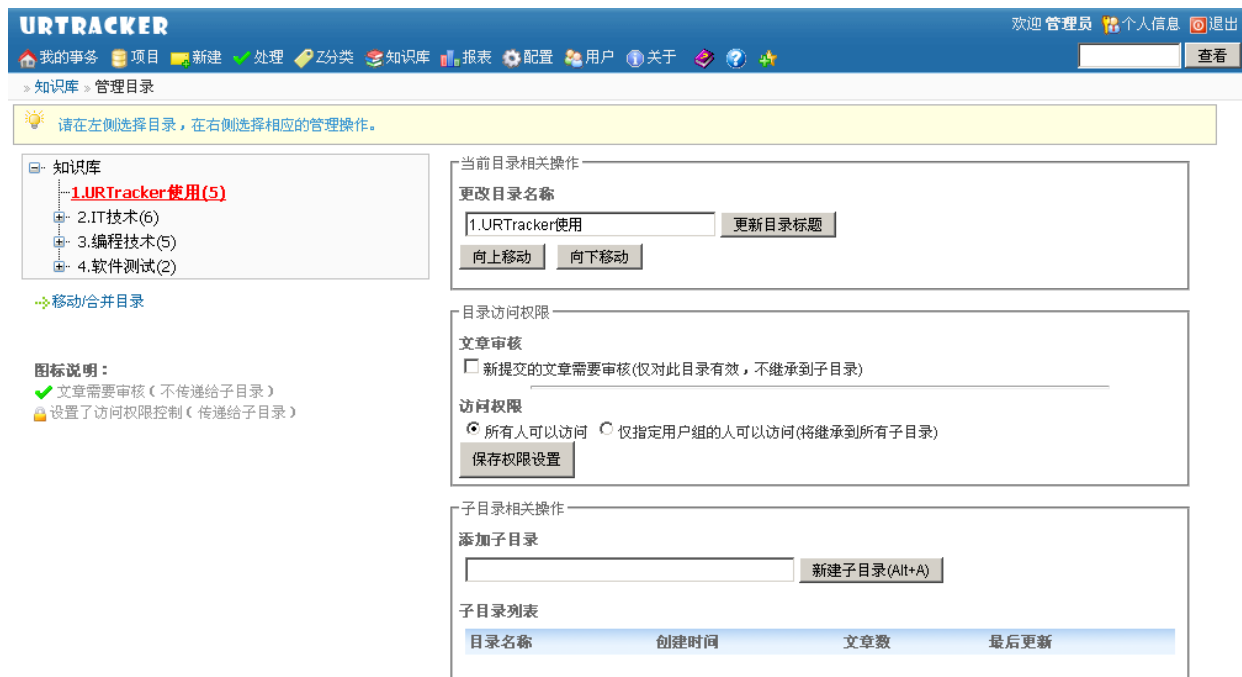 URTRACKER
欢迎 管理员 个人信息 退出
我的事务 项目 新建 处理 Z分类 知识库 报表 配置 用户 关于 查看
» 知识库 » 管理目录
请在左侧选择目录，在右侧选择相应的管理操作。
知识库
1.URTracker使用(5)
2.IT技术(6)
3.编程技术(5)
4.软件测试(2)
移动/合并目录
图标说明：
文章需要审核（不传递给子目录）
设置了访问权限控制（传递给子目录）
当前目录相关操作
更改目录名称
1.URTracker使用 更新目录标题
向上移动 向下移动
目录访问权限
文章审核
新提交的文章需要审核(仅对此目录有效，不继承到子目录)
访问权限
所有人可以访问 仅指定用户组的人可以访问(将继承到所有子目录)
保存权限设置
子目录相关操作
添加子目录
新建子目录(Alt+A)
子目录列表
目录名称 创建时间 文章数 最后更新